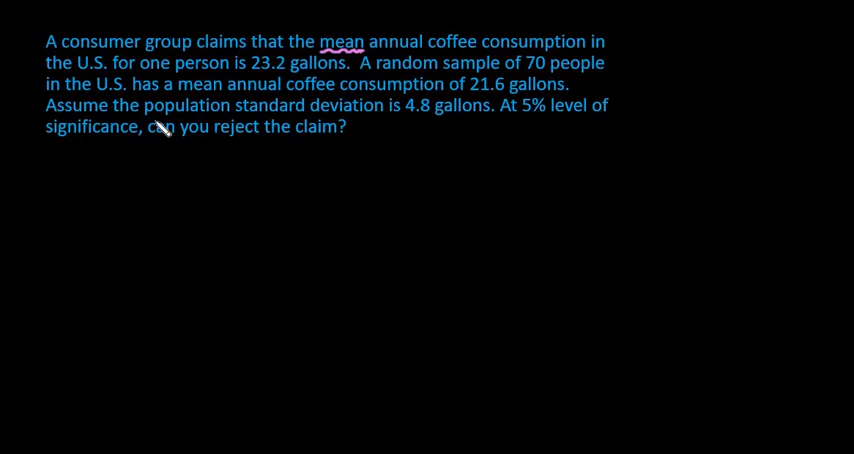 A consumer group claims that the mean annual coffee consumption in
the U.S. for one person is 23.2 gallons.  A random sample of 70 people
in the U.S. has a mean annual coffee consumption of 21.6 gallons.
Assume the population standard deviation is 4.8 gallons. At 5% level of
significance, can you reject the claim?